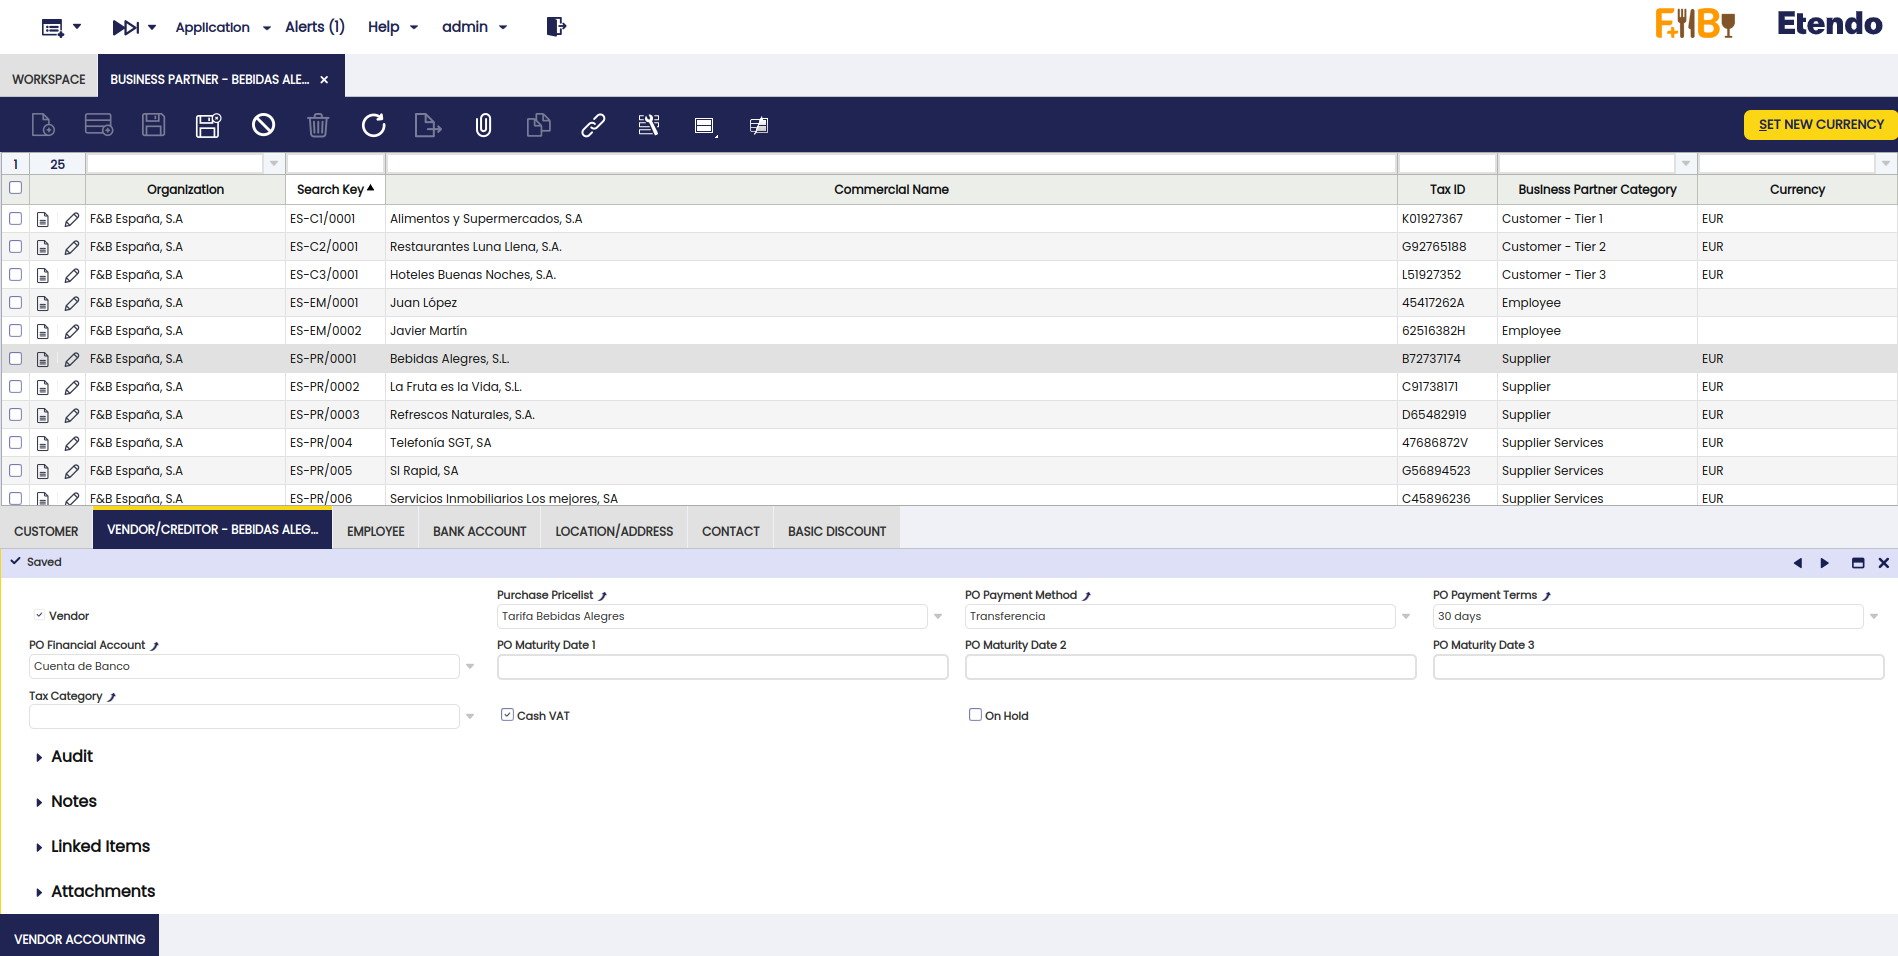 Application Alerts (1) Help admin F+B Etendo
WORKSPACE BUSINESS PARTNER - BEBIDAS ALE...
SET NEW CURRENCY
1 25
Organization Search Key Commercial Name Tax ID Business Partner Category Currency
F&B España, S.A ES-C1/0001 Alimentos y Supermercados, S.A K01927367 Customer - Tier 1 EUR
F&B España, S.A ES-C2/0001 Restaurantes Luna Llena, S.A. G92765188 Customer - Tier 2 EUR
F&B España, S.A ES-C3/0001 Hoteles Buenas Noches, S.A. L51927352 Customer - Tier 3 EUR
F&B España, S.A ES-EM/0001 Juan López 45417262A Employee
F&B España, S.A ES-EM/0002 Javier Martín 62516382H Employee
F&B España, S.A ES-PR/0001 Bebidas Alegres, S.L. B72737174 Supplier EUR
F&B España, S.A ES-PR/0002 La Fruta es la Vida, S.L. C91738171 Supplier EUR
F&B España, S.A ES-PR/0003 Refrescos Naturales, S.A. D65482919 Supplier EUR
F&B España, S.A ES-PR/004 Telefonía SGT, SA 47686872V Supplier Services EUR
F&B España, S.A ES-PR/005 SI Rapid, SA G56894523 Supplier Services EUR
F&B España, S.A ES-PR/006 Servicios Inmobiliarios Los mejores, SA C45896236 Supplier Services EUR
CUSTOMER VENDOR/CREDITOR - BEBIDAS ALEG... EMPLOYEE BANK ACCOUNT LOCATION/ADDRESS CONTACT BASIC DISCOUNT
Saved
Purchase Pricelist PO Payment Method PO Payment Terms
Vendor Tarifa Bebidas Alegres Transferencia 30 days
PO Financial Account PO Maturity Date 1 PO Maturity Date 2 PO Maturity Date 3
Cuenta de Banco
Tax Category
Cash VAT On Hold
Audit
Notes
Linked Items
Attachments
VENDOR ACCOUNTING